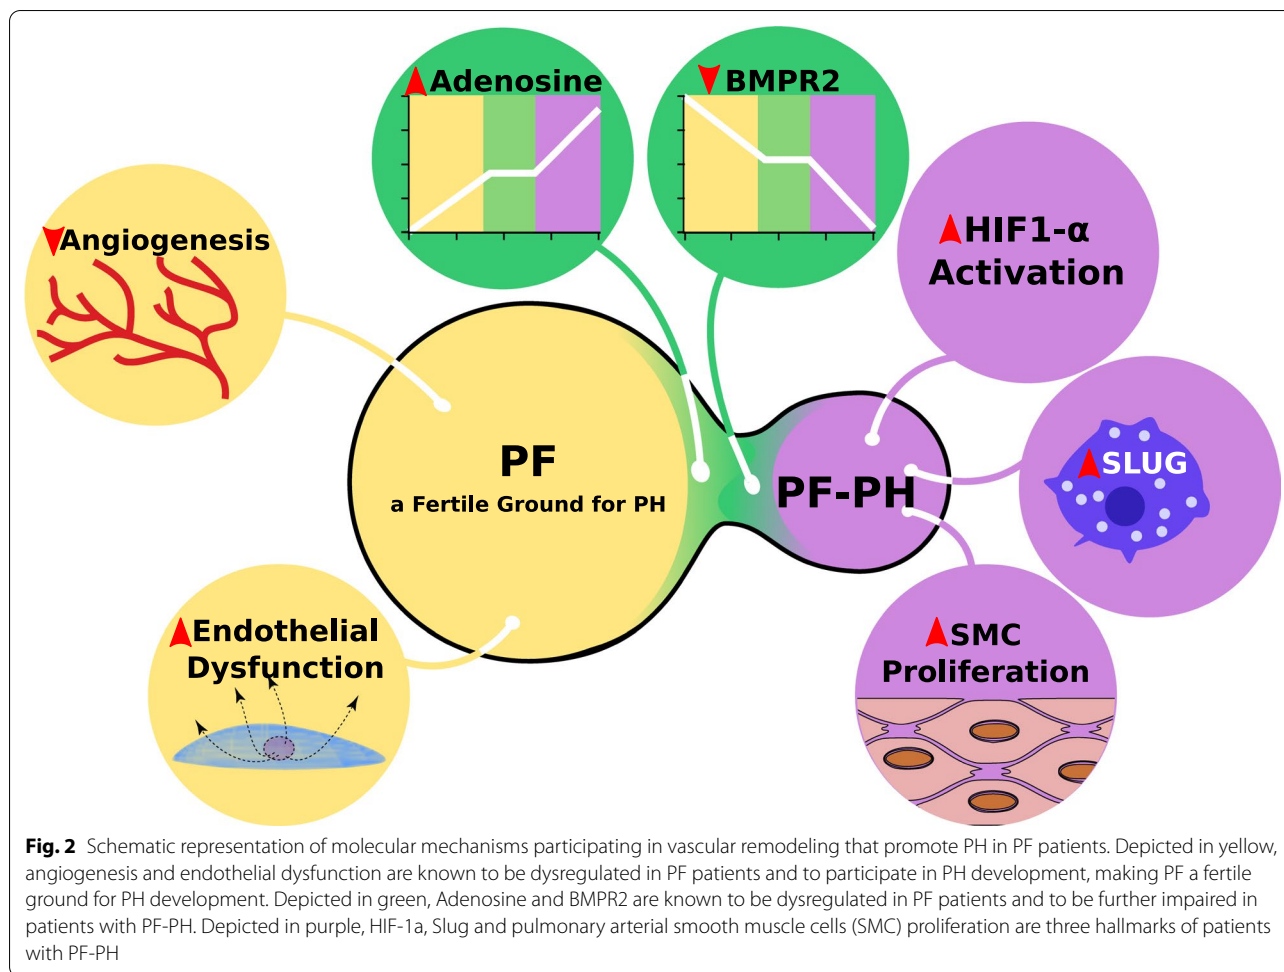 Adenosine
BMPR2
Angiogenesis
HIF1-α
Activation
PF
a Fertile Ground for PH
PF-PH
SLUG
Endothelial
Dysfunction
SMC
Proliferation
Fig. 2 Schematic representation of molecular mechanisms participating in vascular remodeling that promote PH in PF patients. Depicted in yellow,
angiogenesis and endothelial dysfunction are known to be dysregulated in PF patients and to participate in PH development, making PF a fertile
ground for PH development. Depicted in green, Adenosine and BMPR2 are known to be dysregulated in PF patients and to be further impaired in
patients with PF-PH. Depicted in purple, HIF-1a, Slug and pulmonary arterial smooth muscle cells (SMC) proliferation are three hallmarks of patients
with PF-PH